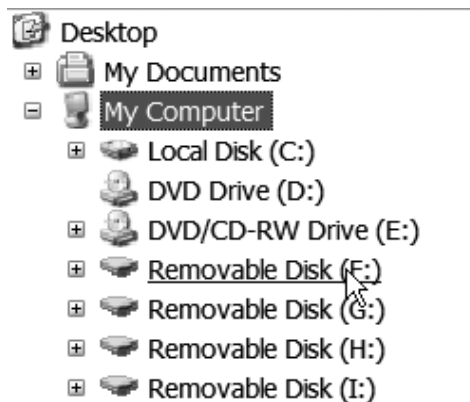 Desktop
My Documents
My Computer
Local Disk (C:)
DVD Drive (D:)
DVD/CD-RW Drive (E:)
Removable Disk (F:)
Removable Disk (G:)
Removable Disk (H:)
Removable Disk (I:)